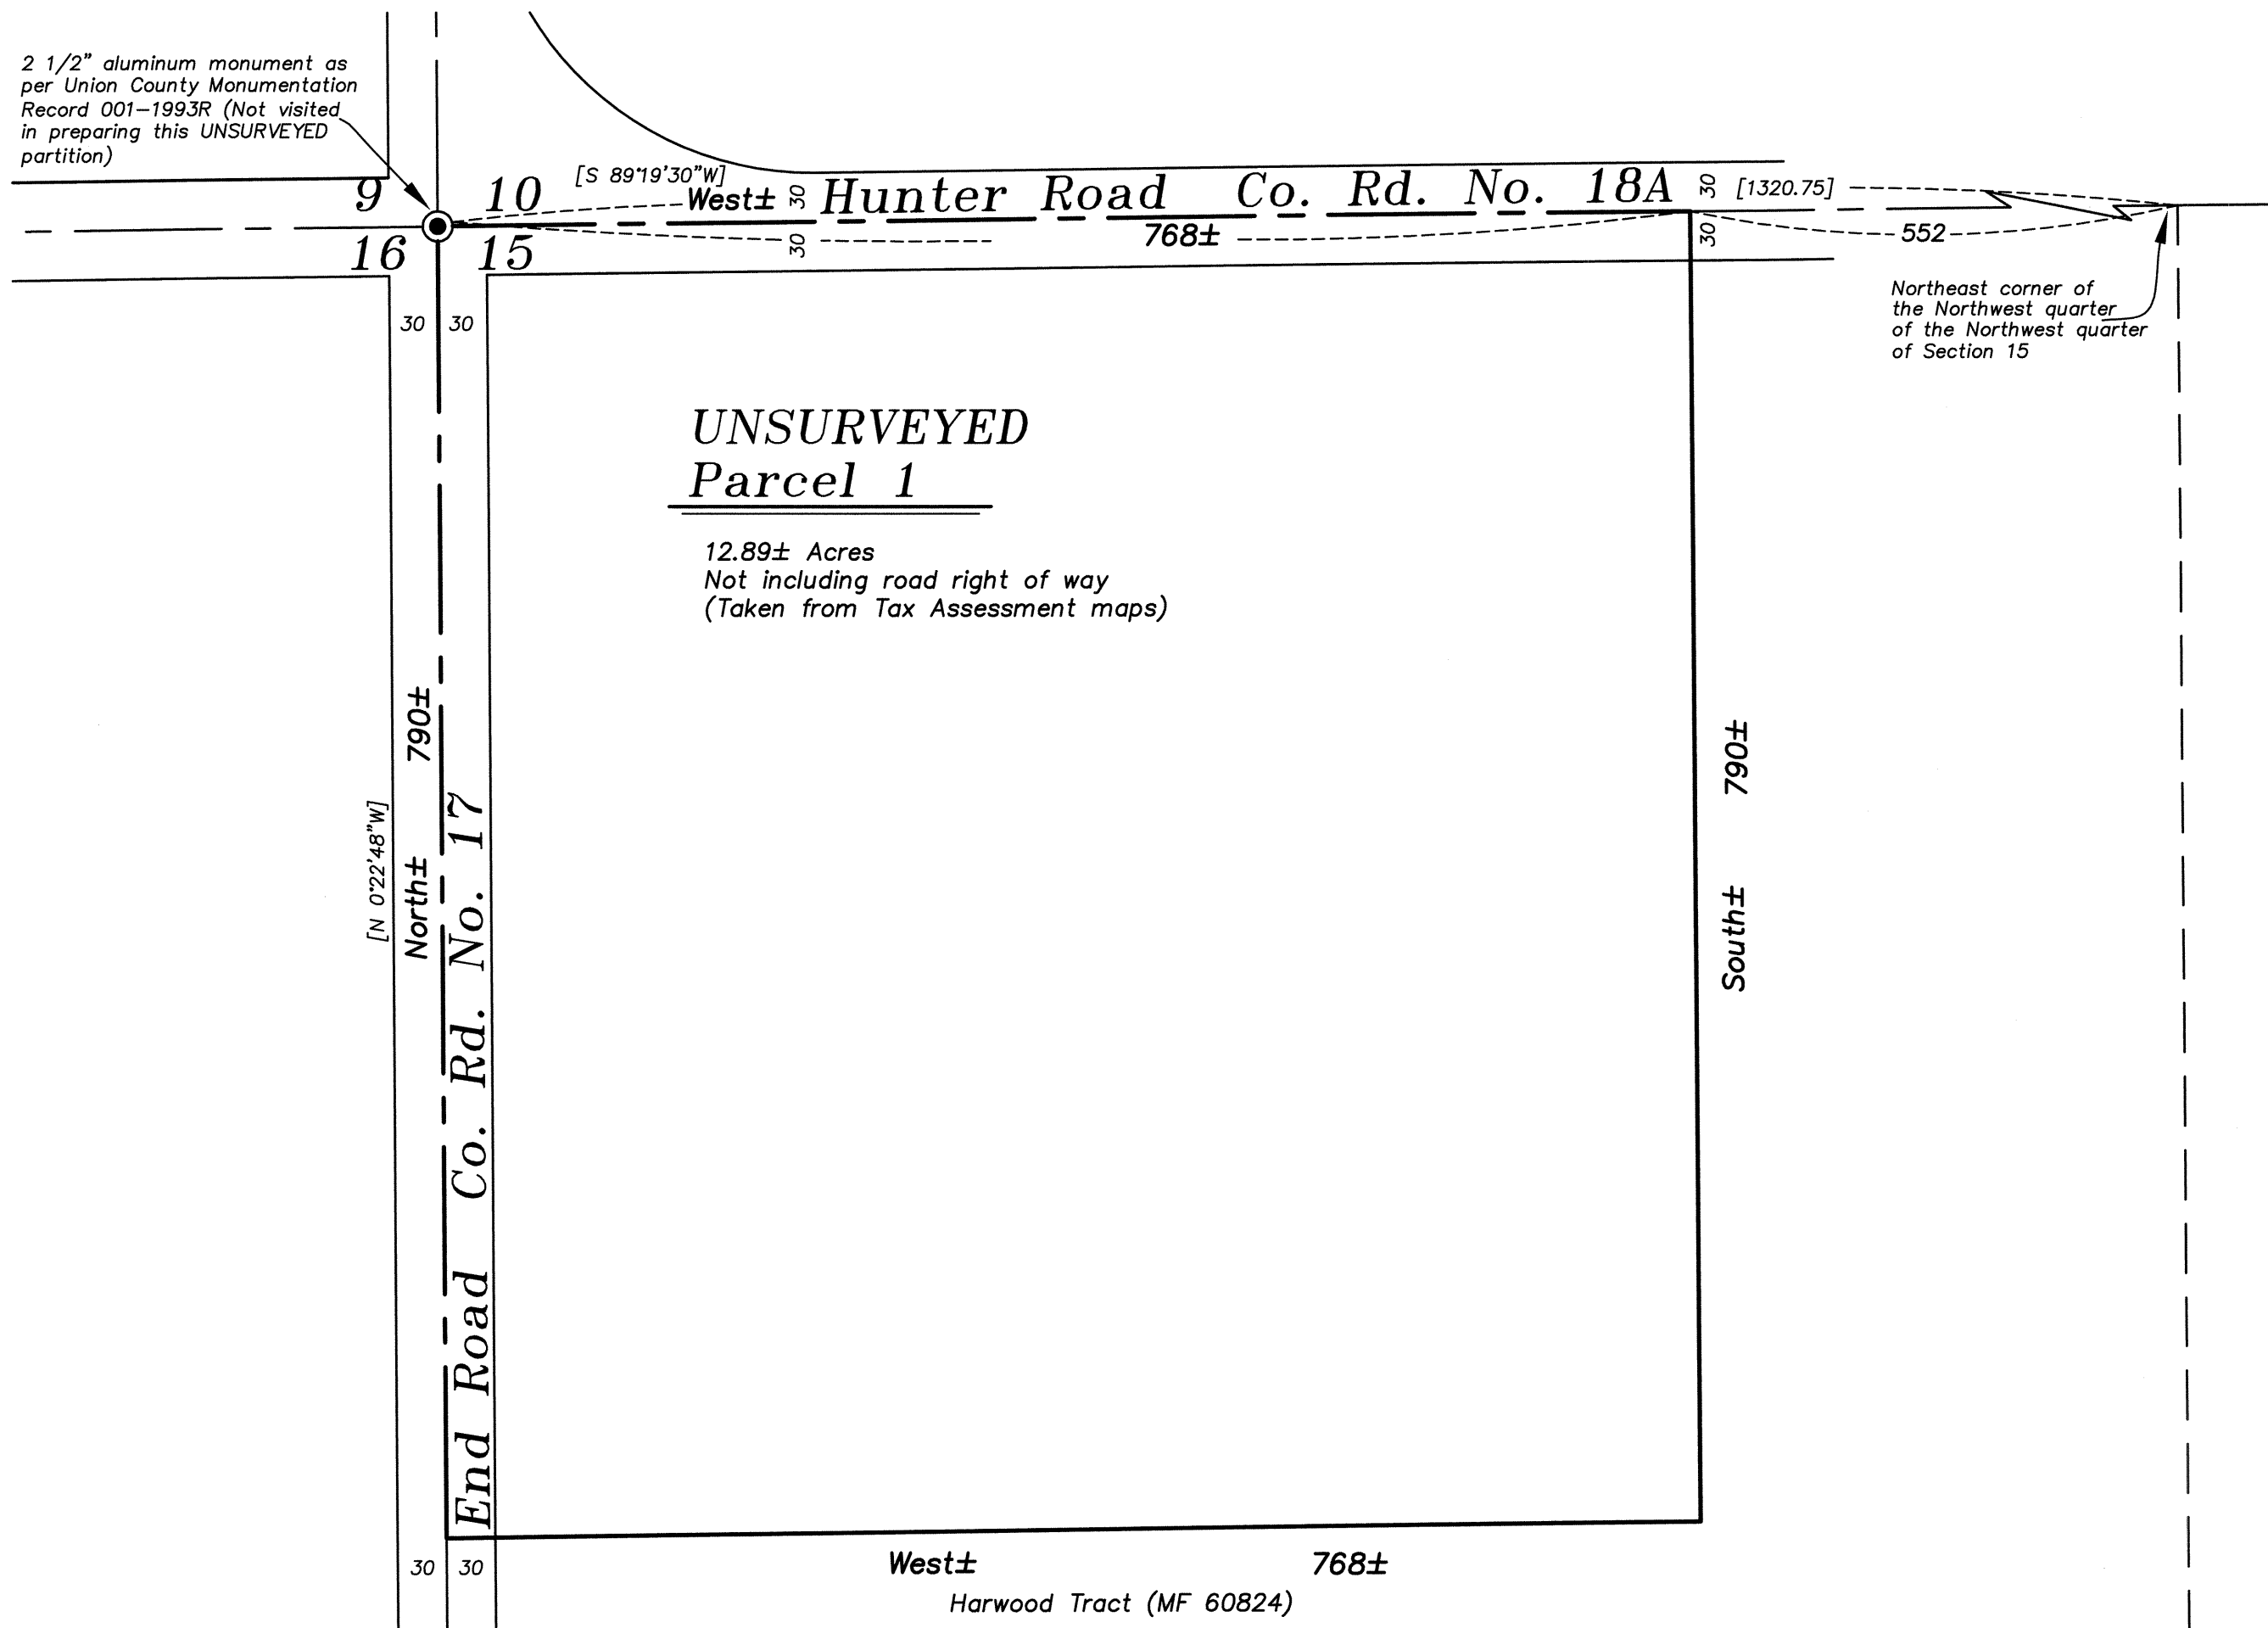 2 1/2" aluminum monument as
per Union County Monumentation
Record 001-1993R (Not visited
in preparing this UNSURVEYED
partition)
9
10
16
15
[S 89°19'30"W]
West±
30
30
Hunter Road Co. Rd. No. 18A
768±
30
30
[1320.75]
552
Northeast corner of
the Northwest quarter
of the Northwest quarter
of Section 15
30
30
UNSURVEYED
Parcel 1
12.89± Acres
Not including road right of way
(Taken from Tax Assessment maps)
[N 0°22'48"W]
North± 790±
End Road Co. Rd. No. 17
South± 790±
30
30
West± 768±
Harwood Tract (MF 60824)